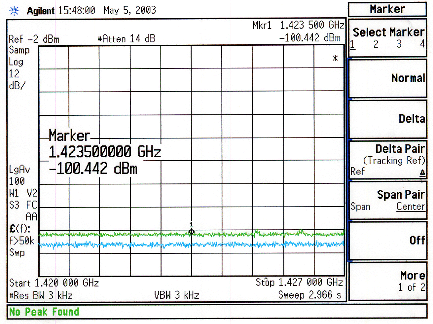 Agilent 15:48:00 May 5, 2003
Marker
Mkr1 1.423 500 GHz
Ref -2 dBm *Atten 14 dB -100.442 dBm
Samp
Log
12
dB/
*
Marker
1.423500000 GHz
-100.442 dBm
LgAv
100
W1 V2
S3 FC
AA
£(f):
f>50k
Swp
1
Start 1.420 000 GHz Stop 1.427 000 GHz
*Res BW 3 kHz VBW 3 kHz Sweep 2.966 s
No Peak Found
Select Marker
1 2 3 4
Normal
Delta
Delta Pair
(Tracking Ref)
Ref Δ
Span Pair
Span Center
Off
More
1 of 2